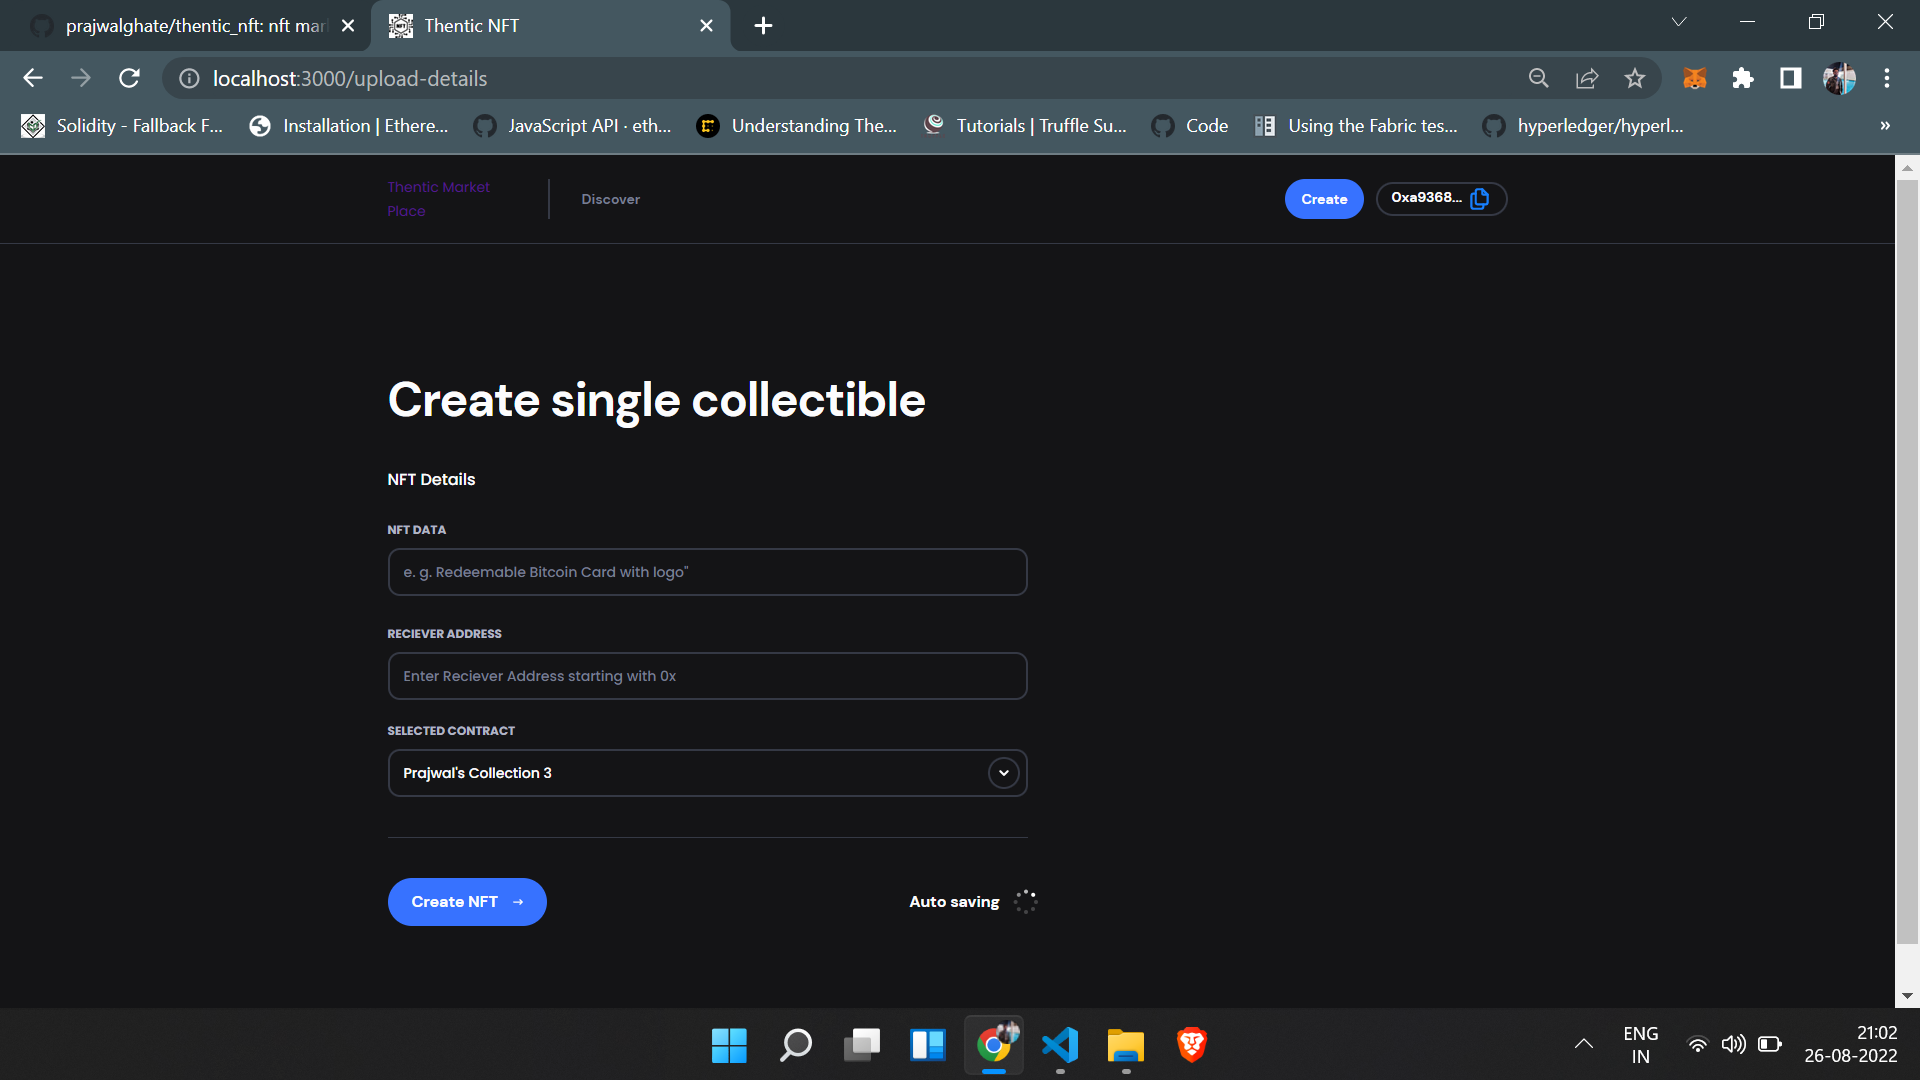 prajwalghate/thentic_nft: nft mar
Thentic NFT
localhost:3000/upload-details
Solidity - Fallback F...
Installation | Ethere...
JavaScript API · eth...
Understanding The...
Tutorials | Truffle Su...
Code
Using the Fabric tes...
hyperledger/hyperl...
»
Thentic Market
Place
Discover
Create
0xa9368...
Create single collectible
NFT Details
NFT DATA
e. g. Redeemable Bitcoin Card with logo"
RECIEVER ADDRESS
Enter Reciever Address starting with 0x
SELECTED CONTRACT
Prajwal's Collection 3
Create NFT →
Auto saving
ENG
IN
21:02
26-08-2022